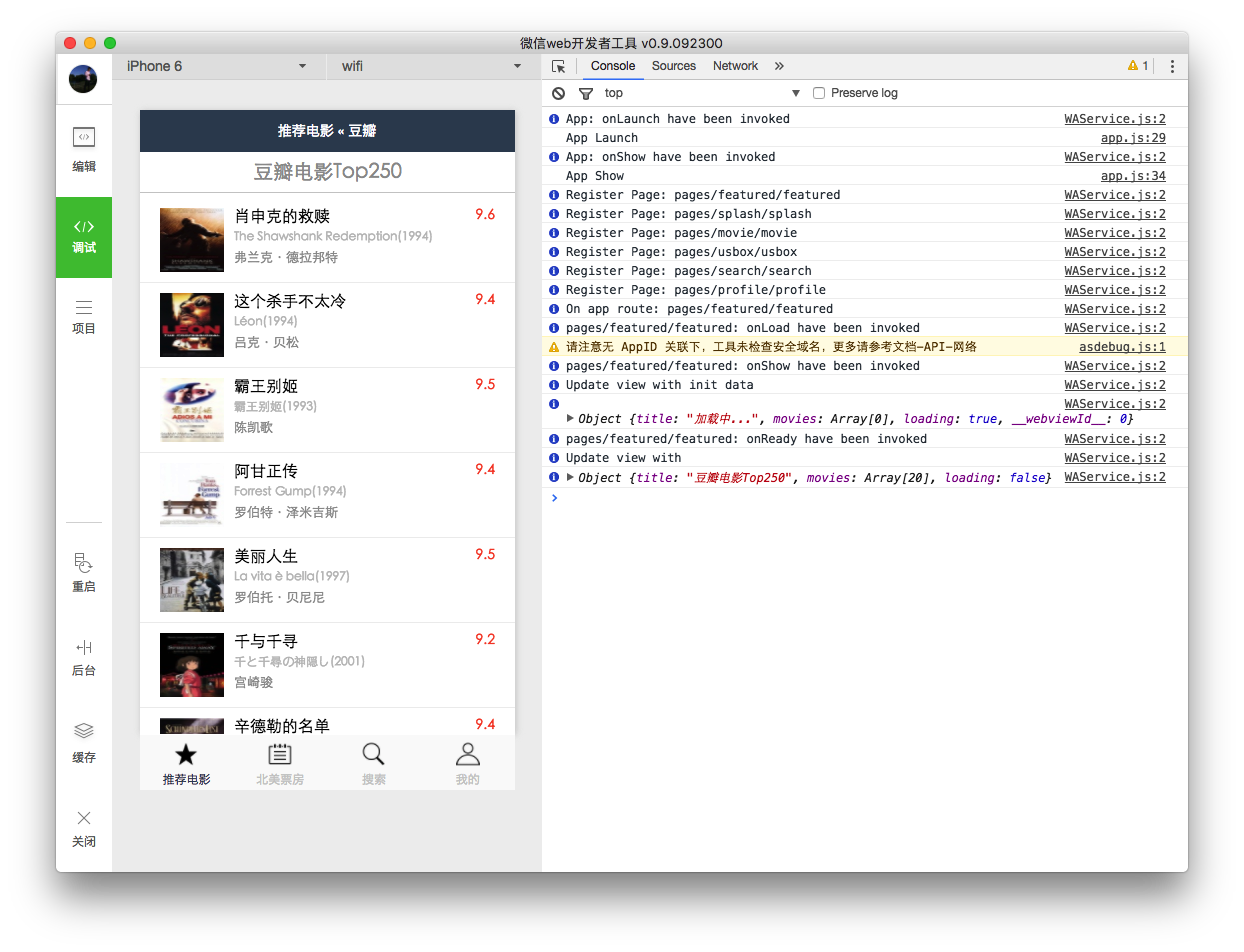 微信web开发者工具 v0.9.092300
iPhone 6
wifi
编辑
调试
项目
重启
后台
缓存
关闭
推荐电影 « 豆瓣
豆瓣电影Top250
肖申克的救赎 9.6
The Shawshank Redemption(1994)
弗兰克·德拉邦特
这个杀手不太冷 9.4
Léon(1994)
吕克·贝松
LEON
霸王别姬 9.5
霸王别姬(1993)
陈凯歌
霸王别姬
ADIOS A MI
阿甘正传 9.4
Forrest Gump(1994)
罗伯特·泽米吉斯
Forrest
Gump
美丽人生 9.5
La vita è bella(1997)
罗伯托·贝尼尼
LIFE
千与千寻 9.2
千と千尋の神隠し(2001)
宫崎骏
辛德勒的名单 9.4
推荐电影
北美票房
搜索
我的
Console Sources Network » 1
top Preserve log
App: onLaunch have been invoked WAService.js:2
App Launch app.js:29
App: onShow have been invoked WAService.js:2
App Show app.js:34
Register Page: pages/featured/featured WAService.js:2
Register Page: pages/splash/splash WAService.js:2
Register Page: pages/movie/movie WAService.js:2
Register Page: pages/usbox/usbox WAService.js:2
Register Page: pages/search/search WAService.js:2
Register Page: pages/profile/profile WAService.js:2
On app route: pages/featured/featured WAService.js:2
pages/featured/featured: onLoad have been invoked WAService.js:2
请注意无 AppID 关联下，工具未检查安全域名，更多请参考文档-API-网络 asdebug.js:1
pages/featured/featured: onShow have been invoked WAService.js:2
Update view with init data WAService.js:2
WAService.js:2
Object {title: "加载中...", movies: Array[0], loading: true, __webviewId__: 0}
pages/featured/featured: onReady have been invoked WAService.js:2
Update view with WAService.js:2
Object {title: "豆瓣电影Top250", movies: Array[20], loading: false} WAService.js:2